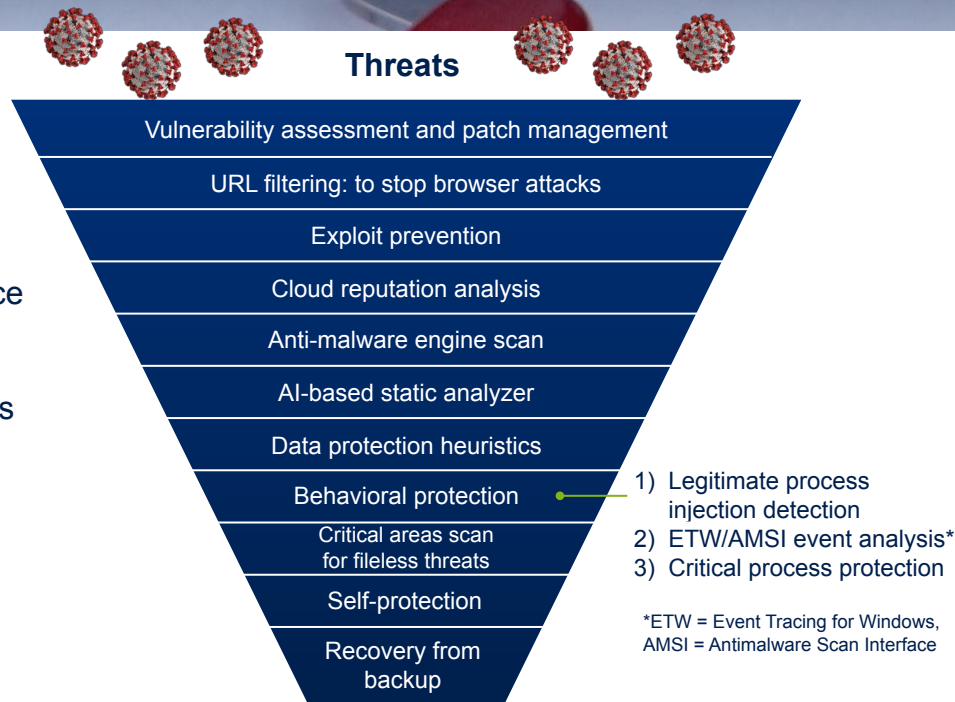 Threats
Vulnerability assessment and patch management
URL filtering: to stop browser attacks
Exploit prevention
Cloud reputation analysis
Anti-malware engine scan
AI-based static analyzer
Data protection heuristics
Behavioral protection
1) Legitimate process
injection detection
2) ETW/AMSI event analysis*
3) Critical process protection
Critical areas scan
for fileless threats
Self-protection
*ETW = Event Tracing for Windows,
AMSI = Antimalware Scan Interface
Recovery from
backup